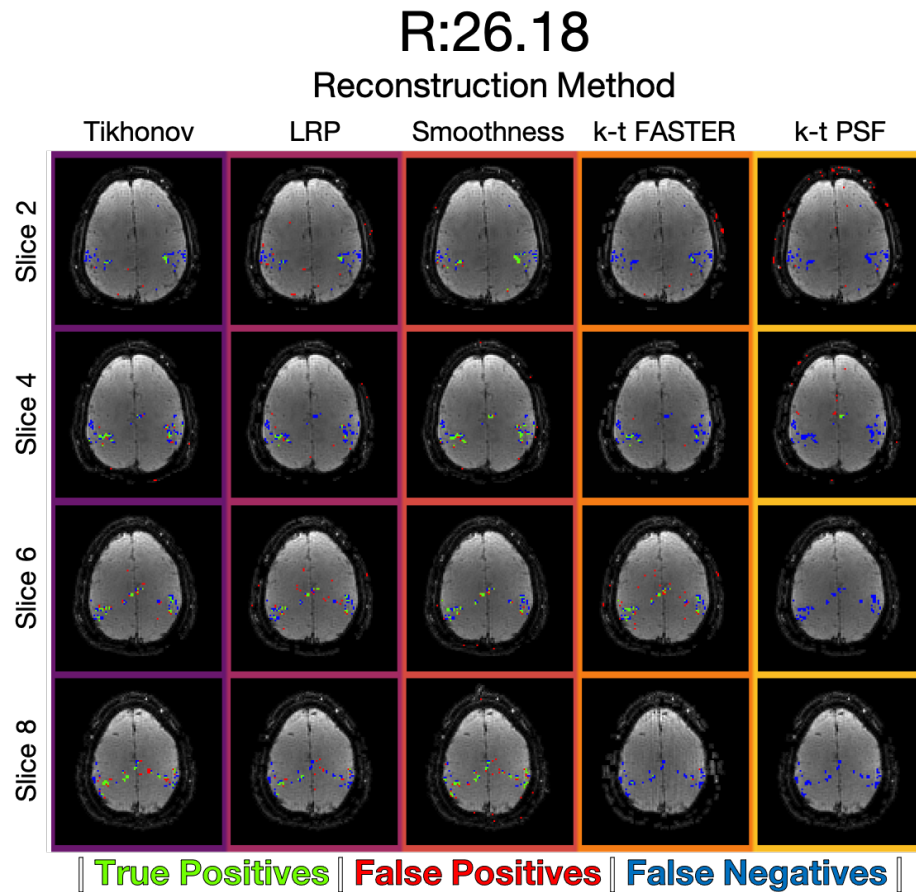 R:26.18
Reconstruction Method
Tikhonov LRP Smoothness k-t FASTER k-t PSF
Slice 2
Slice 4
Slice 6
Slice 8
True Positives False Positives False Negatives